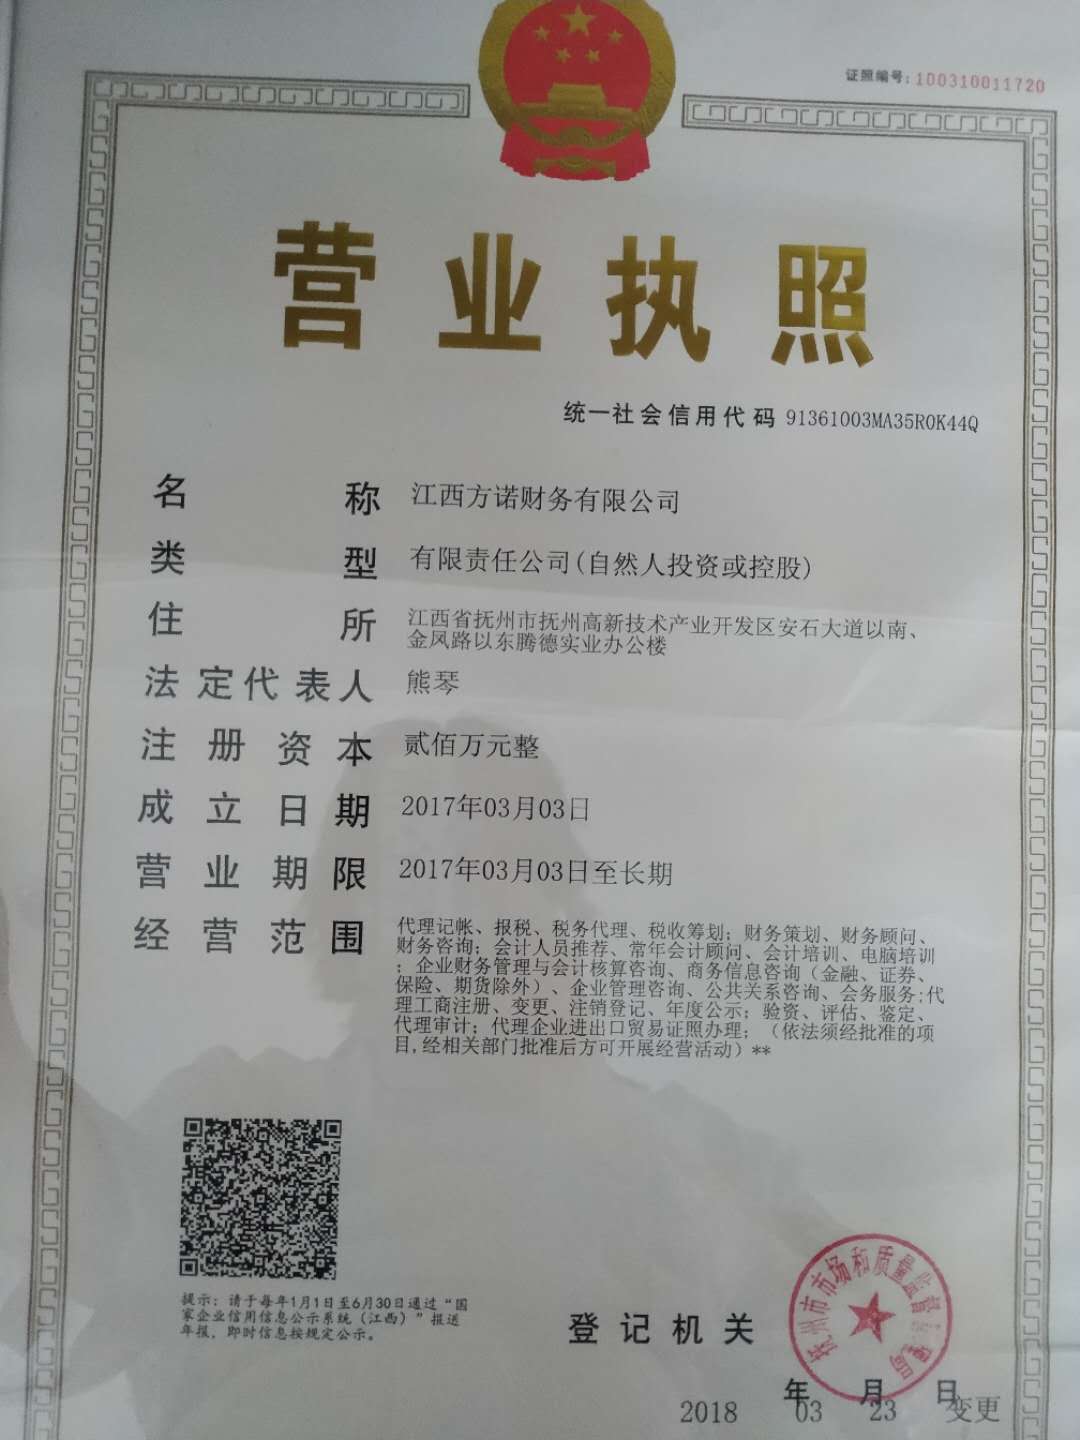 证照编号：100310011720
营业执照
统一社会信用代码 91361003MA35R0K44Q
名称 江西方诺财务有限公司
类型 有限责任公司(自然人投资或控股)
住所 江西省抚州市抚州高新技术产业开发区安石大道以南、
金凤路以东腾德实业办公楼
法定代表人 熊琴
注册资本 贰佰万元整
成立日期 2017年03月03日
营业期限 2017年03月03日至长期
经营范围 代理记帐、报税、税务代理、税收筹划；财务策划、财务顾问、
财务咨询；会计人员推荐、常年会计顾问、会计培训、电脑培训
；企业财务管理与会计核算咨询、商务信息咨询（金融、证券、
保险、期货除外）、企业管理咨询、公共关系咨询、会务服务;代
理工商注册、变更、注销登记、年度公示；验资、评估、鉴定、
代理审计；代理企业进出口贸易证照办理；（依法须经批准的项
目,经相关部门批准后方可开展经营活动）**
提示：请于每年1月1日至6月30日通过“国
家企业信用信息公示系统（江西）”报送
年报，即时信息按规定公示。
登记机关
抚州市市场和质量监督管理局
年 月 日
2018 03 23 变更